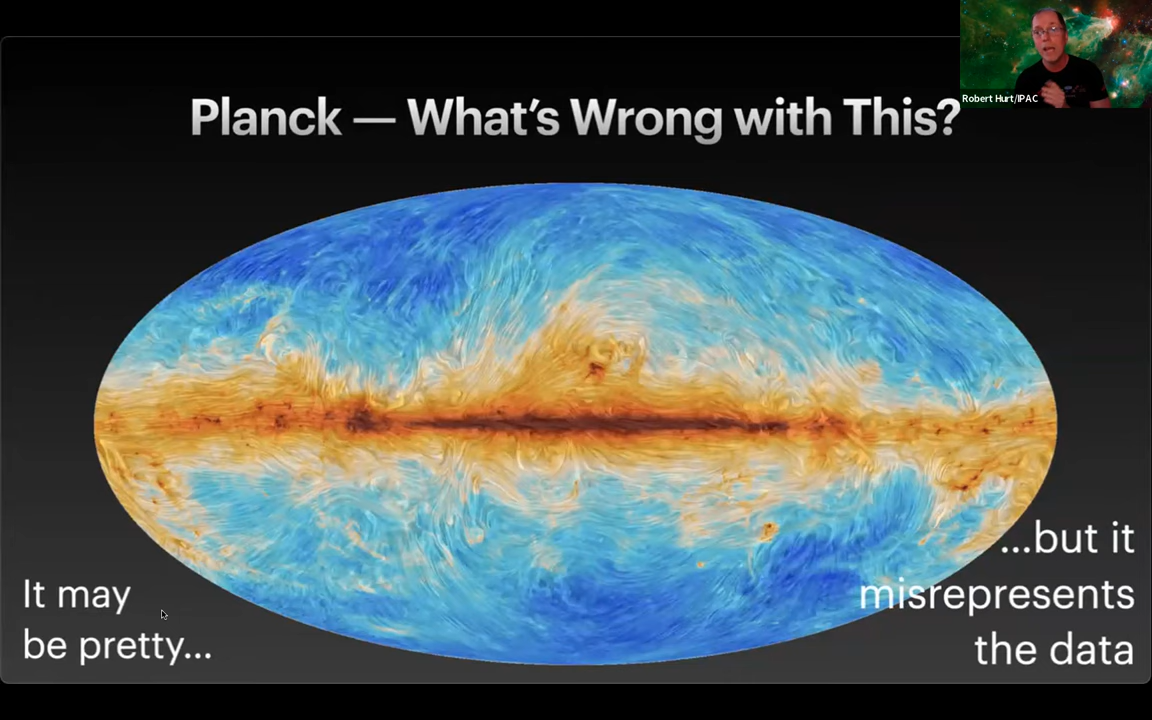 Robert Hurt/IPAC
Planck — What’s Wrong with This?
It may
be pretty...
...but it
misrepresents
the data